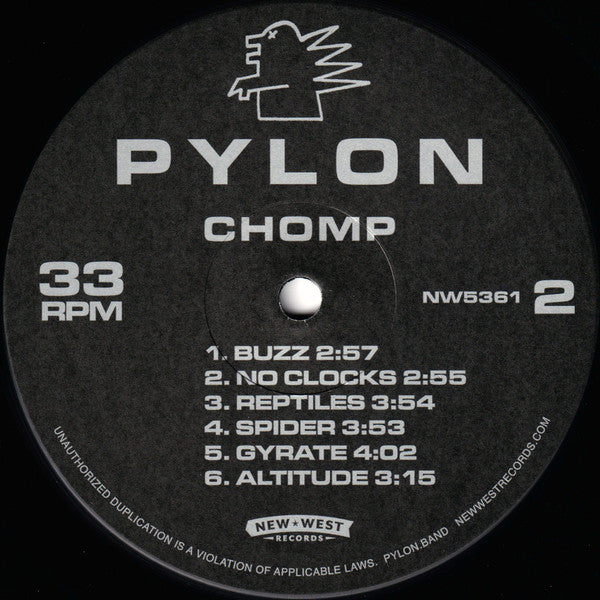 PYLON
CHOMP
33
RPM
NW5361 2
1. BUZZ 2:57
2. NO CLOCKS 2:55
3. REPTILES 3:54
4. SPIDER 3:53
5. GYRATE 4:02
6. ALTITUDE 3:15
NEW★WEST
RECORDS
UNAUTHORIZED DUPLICATION IS A VIOLATION OF APPLICABLE LAWS. PYLON.BAND NEWWESTRECORDS.COM